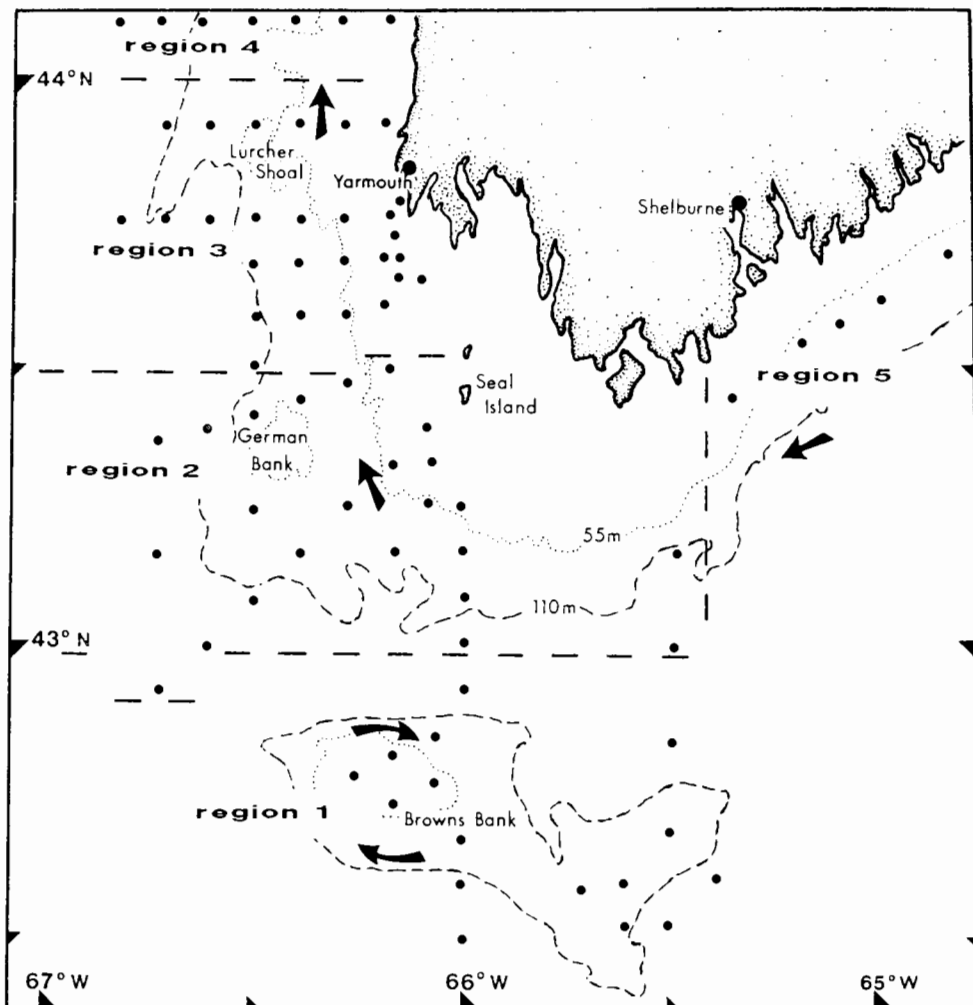 region 4
44°N
Lurcher
Shoal
Yarmouth
Shelburne
region 3
region 5
Seal
Island
German
Bank
region 2
55m
110m
43°N
region 1
Browns Bank
67°W
66°W
65°W